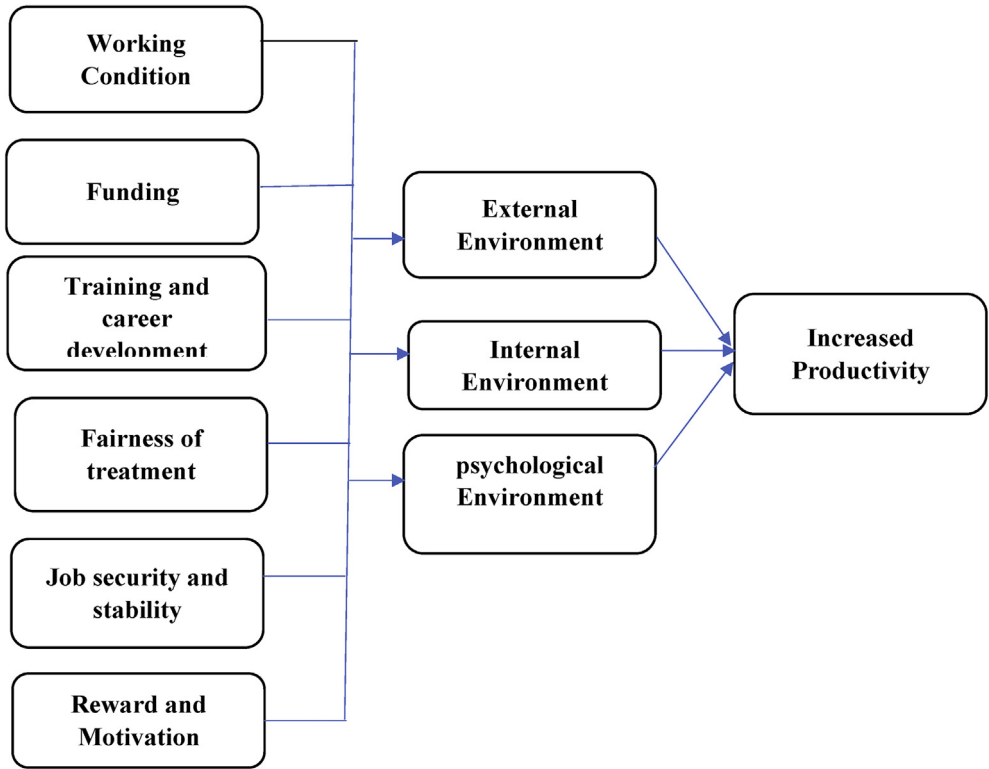 Working
Condition
Funding
Training and
career
development
Fairness of
treatment
Job security and
stability
Reward and
Motivation
External
Environment
Internal
Environment
psychological
Environment
Increased
Productivity